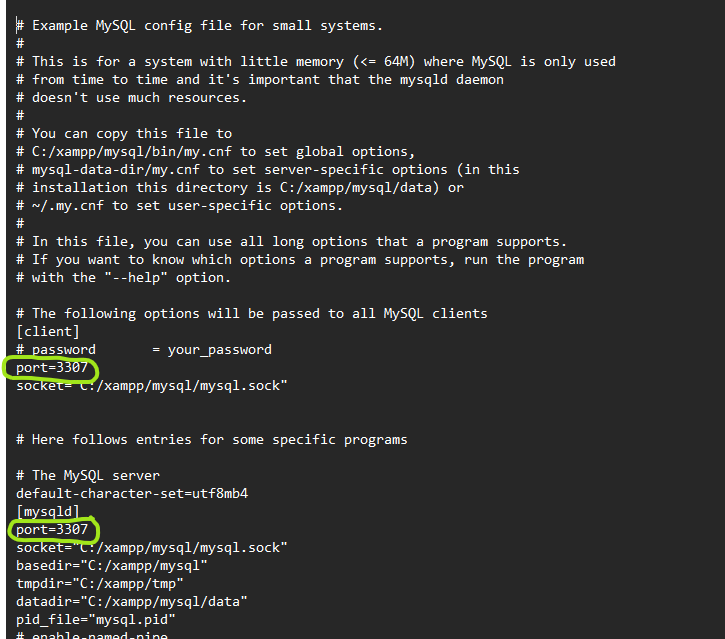 # Example MySQL config file for small systems.
#
# This is for a system with little memory (<= 64M) where MySQL is only used
# from time to time and it's important that the mysqld daemon
# doesn't use much resources.
#
# You can copy this file to
# C:/xampp/mysql/bin/my.cnf to set global options,
# mysql-data-dir/my.cnf to set server-specific options (in this
# installation this directory is C:/xampp/mysql/data) or
# ~/.my.cnf to set user-specific options.
#
# In this file, you can use all long options that a program supports.
# If you want to know which options a program supports, run the program
# with the "--help" option.

# The following options will be passed to all MySQL clients
[client]
# password       = your_password
port=3307
socket="C:/xampp/mysql/mysql.sock"


# Here follows entries for some specific programs

# The MySQL server
default-character-set=utf8mb4
[mysqld]
port=3307
socket="C:/xampp/mysql/mysql.sock"
basedir="C:/xampp/mysql"
tmpdir="C:/xampp/tmp"
datadir="C:/xampp/mysql/data"
pid_file="mysql.pid"
# enable-named-pipe